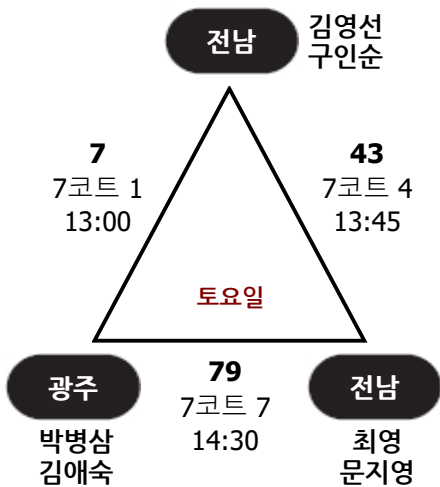 전남
김영선
구인순
7
7코트 1
13:00
43
7코트 4
13:45
토요일
광주
박병삼
김애숙
79
7코트 7
14:30
전남
최영
문지영